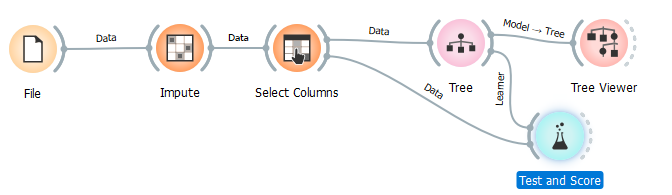 Data
Data
Data
Model → Tree
Learner
Data
File
Impute
Select Columns
Tree
Tree Viewer
Test and Score